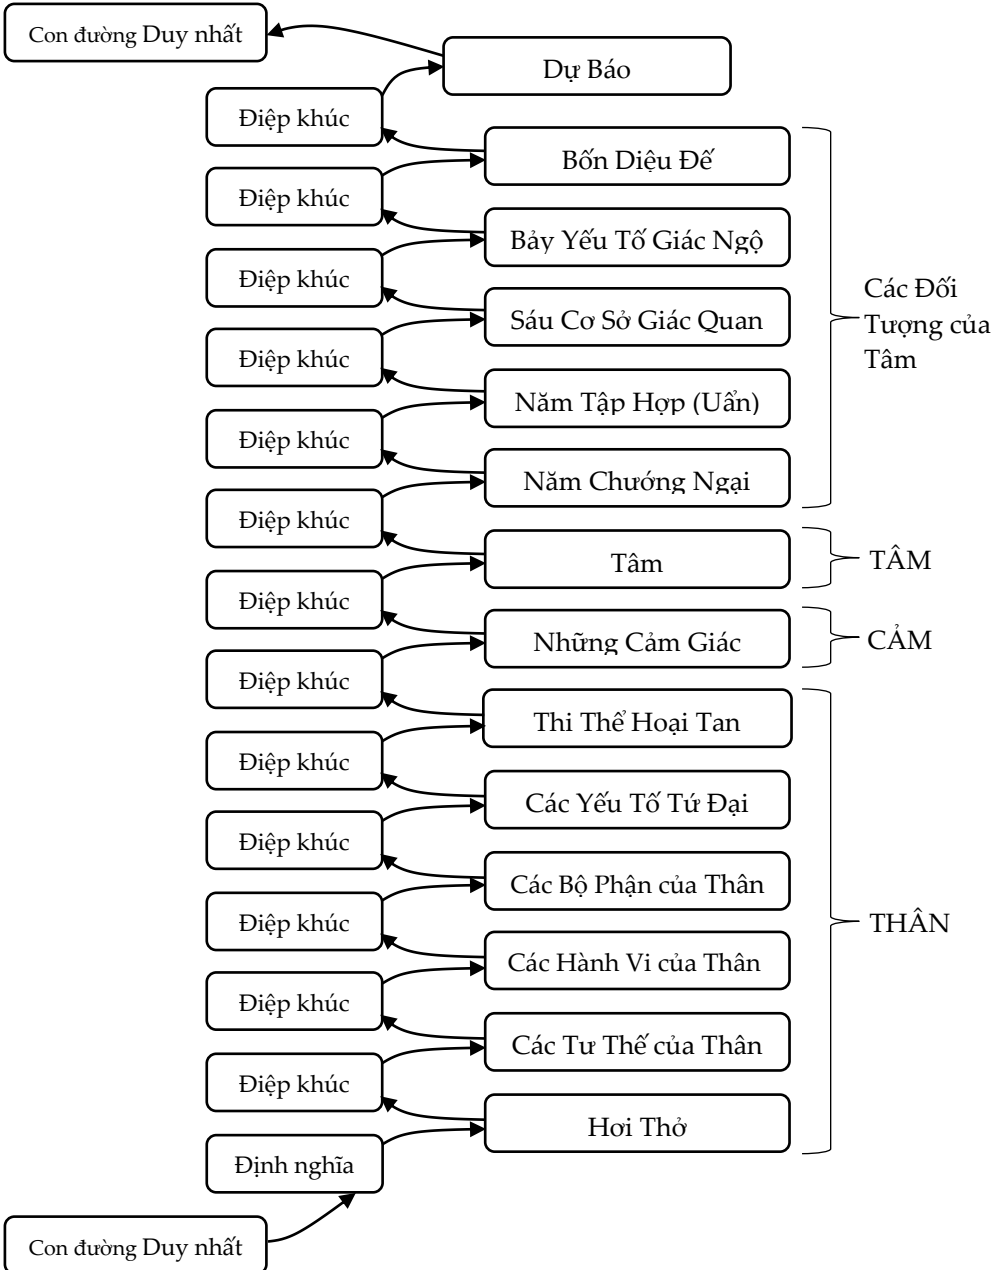 Con đường Duy nhất
Dự Báo
Điệp khúc
Bốn Diệu Đế
Điệp khúc
Bảy Yếu Tố Giác Ngộ
Điệp khúc
Các Đối
Tượng của
Tâm
Sáu Cơ Sở Giác Quan
Điệp khúc
Năm Tập Hợp (Uẩn)
Điệp khúc
Năm Chướng Ngại
Điệp khúc
Tâm
TÂM
Điệp khúc
Những Cảm Giác
CẢM
Điệp khúc
Thi Thể Hoại Tan
Điệp khúc
Các Yếu Tố Tứ Đại
Điệp khúc
Các Bộ Phận của Thân
THÂN
Điệp khúc
Các Hành Vi của Thân
Điệp khúc
Các Tư Thế của Thân
Điệp khúc
Hơi Thở
Định nghĩa
Con đường Duy nhất